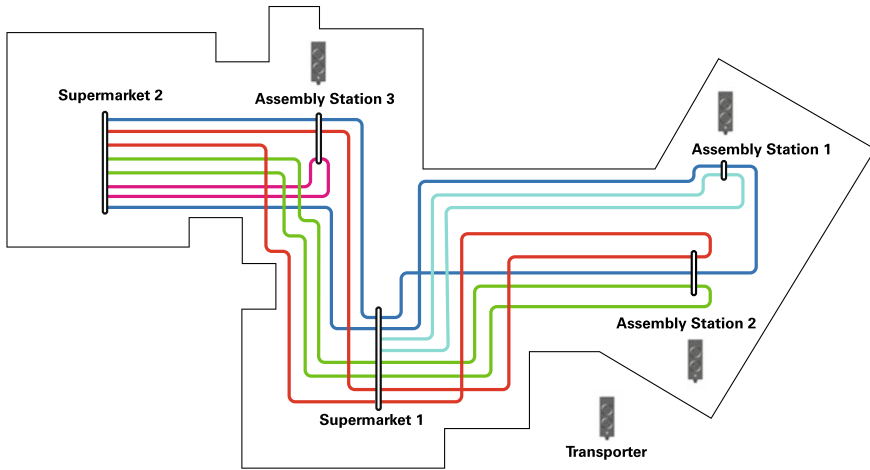 Supermarket 2
Assembly Station 3
Assembly Station 1
Assembly Station 2
Supermarket 1
Transporter